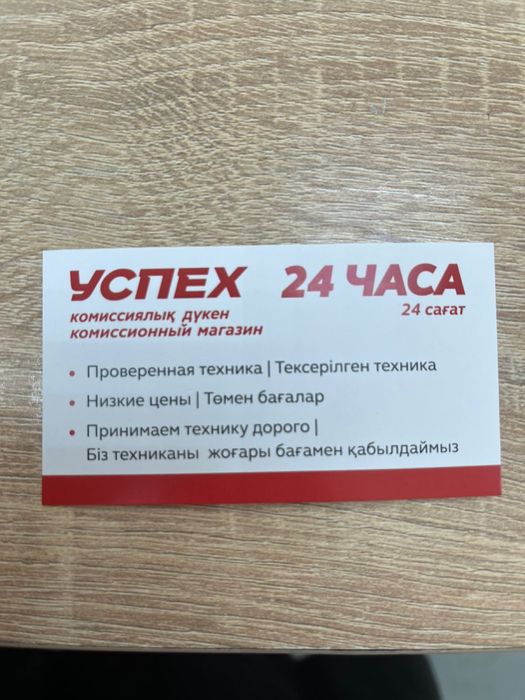 УСПЕХ 24 ЧАСА
комиссиялық дүкен 24 сағат
комиссионный магазин
• Проверенная техника | Тексерілген техника
• Низкие цены | Төмен бағалар
• Принимаем технику дорого |
Біз техниканы жоғары бағамен қабылдаймыз